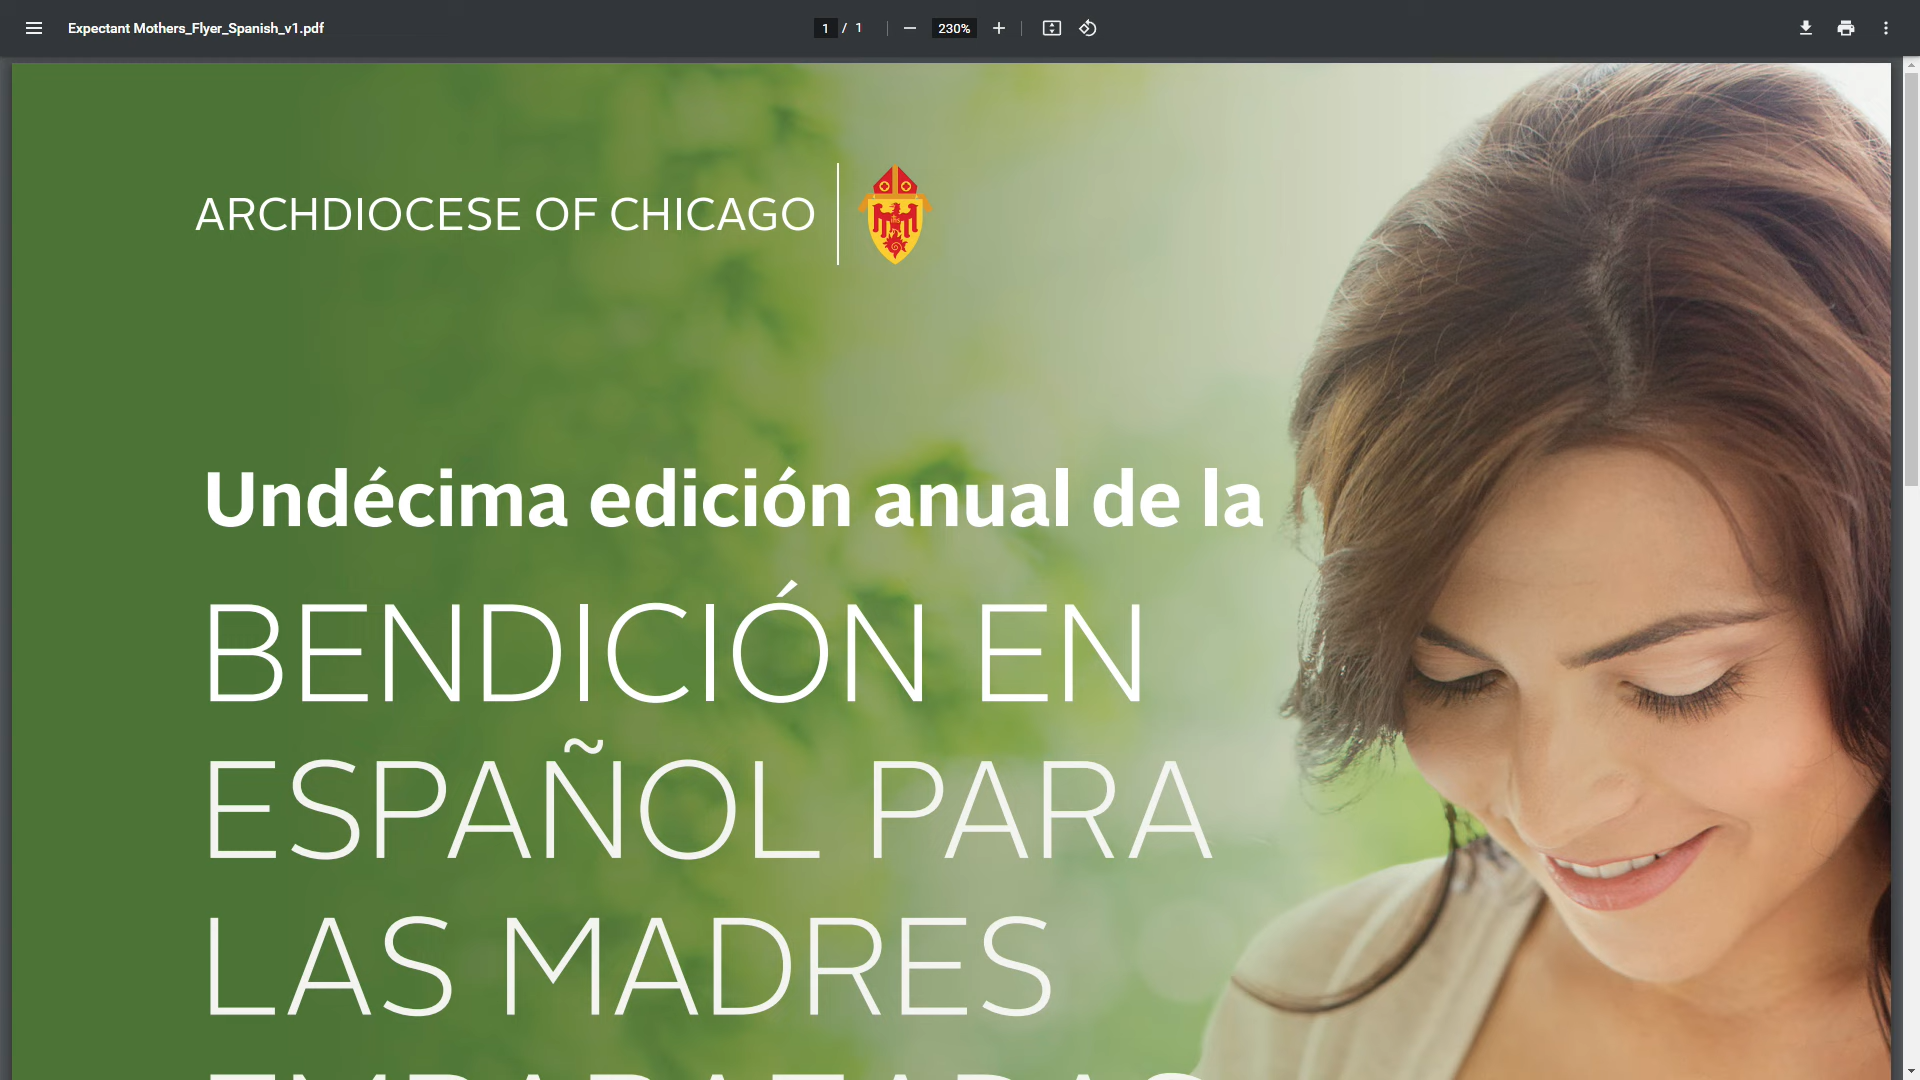 Expectant Mothers_Flyer_Spanish_v1.pdf
1 / 1
230%
ARCHDIOCESE OF CHICAGO
Undécima edición anual de la
BENDICIÓN EN
ESPAÑOL PARA
LAS MADRES